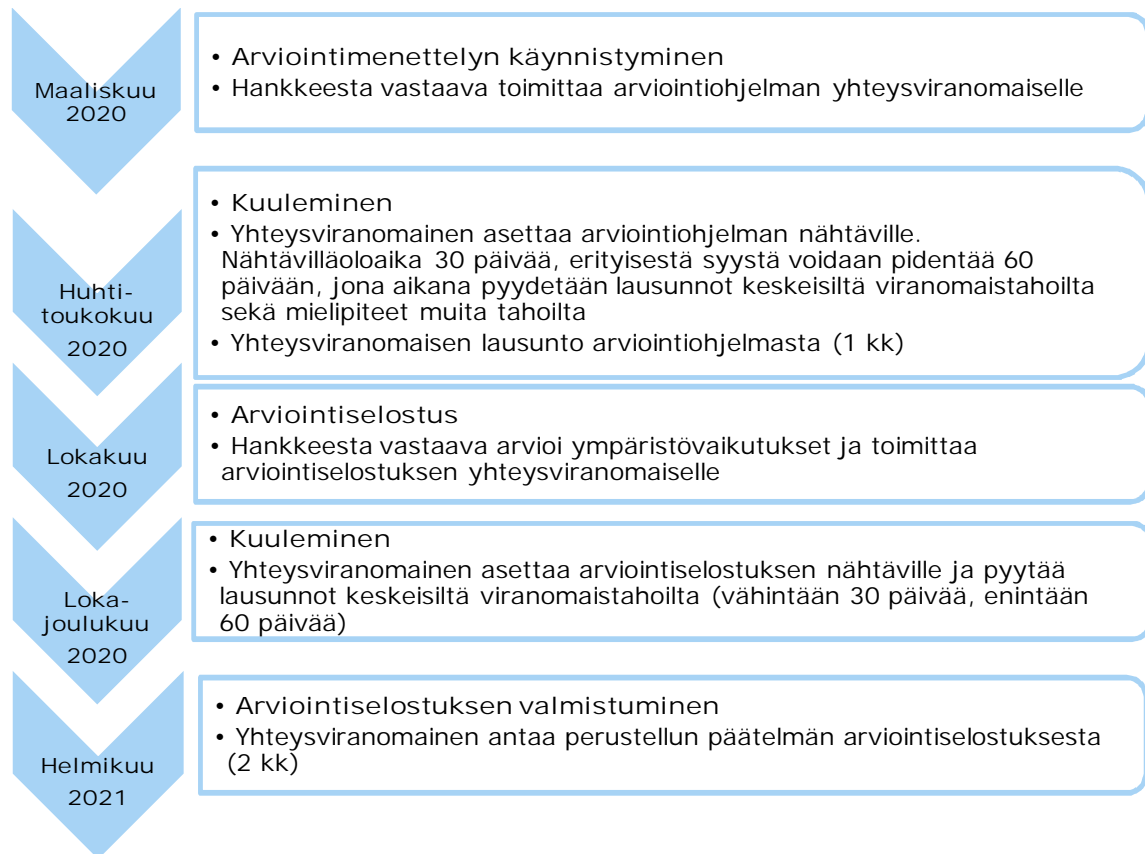 Maaliskuu
2020
• Arviointimenettelyn käynnistyminen
• Hankkeesta vastaava toimittaa arviointiohjelman yhteysviranomaiselle
Huhti-
toukokuu
2020
• Kuuleminen
• Yhteysviranomainen asettaa arviointiohjelman nähtäville.
Nähtävilläoloaika 30 päivää, erityisestä syystä voidaan pidentää 60
päivään, jona aikana pyydetään lausunnot keskeisiltä viranomaistahoilta
sekä mielipiteet muita tahoilta
• Yhteysviranomaisen lausunto arviointiohjelmasta (1 kk)
Lokakuu
2020
• Arviointiselostus
• Hankkeesta vastaava arvioi ympäristövaikutukset ja toimittaa
arviointiselostuksen yhteysviranomaiselle
Loka-
joulukuu
2020
• Kuuleminen
• Yhteysviranomainen asettaa arviointiselostuksen nähtäville ja pyytää
lausunnot keskeisiltä viranomaistahoilta (vähintään 30 päivää, enintään
60 päivää)
Helmikuu
2021
• Arviointiselostuksen valmistuminen
• Yhteysviranomainen antaa perustellun päätelmän arviointiselostuksesta
(2 kk)